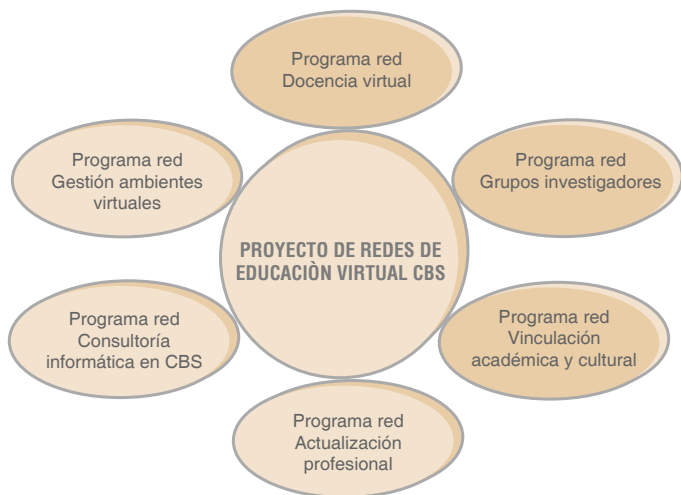 Programa red
Docencia virtual
Programa red
Gestión ambientes
virtuales
Programa red
Grupos investigadores
PROYECTO DE REDES DE
EDUCACIÒN VIRTUAL CBS
Programa red
Consultoría
informática en CBS
Programa red
Vinculación
académica y cultural
Programa red
Actualización
profesional